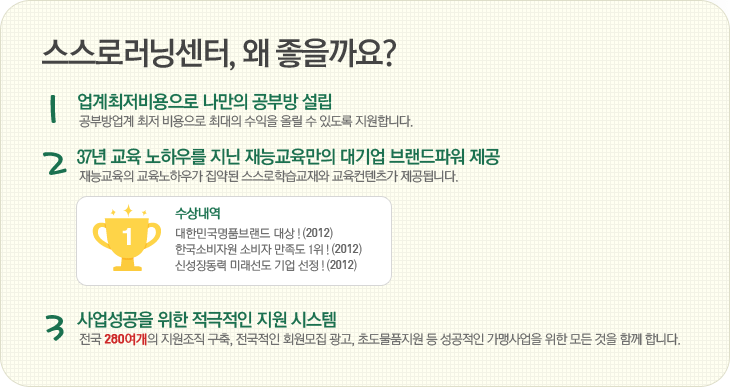 스스로러닝센터, 왜 좋을까요?
1 업계최저비용으로 나만의 공부방 설립
공부방업계 최저 비용으로 최대의 수익을 올릴 수 있도록 지원합니다.
2 37년 교육 노하우를 지닌 재능교육만의 대기업 브랜드파워 제공
재능교육의 교육노하우가 집약된 스스로학습교재와 교육컨텐츠가 제공됩니다.
1
수상내역
대한민국명품브랜드 대상 ! (2012)
한국소비자원 소비자 만족도 1위 ! (2012)
신성장동력 미래선도 기업 선정 ! (2012)
3 사업성공을 위한 적극적인 지원 시스템
전국 280여개의 지원조직 구축, 전국적인 회원모집 광고, 초도물품지원 등 성공적인 가맹사업을 위한 모든 것을 함께 합니다.